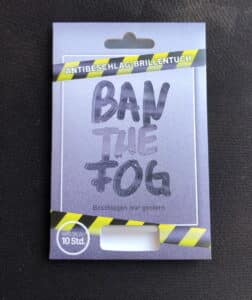 ANTIBESCHLAG-BRILLENTUCH
BAN
THE
FOG
Beschlagen war gestern
10 Std.